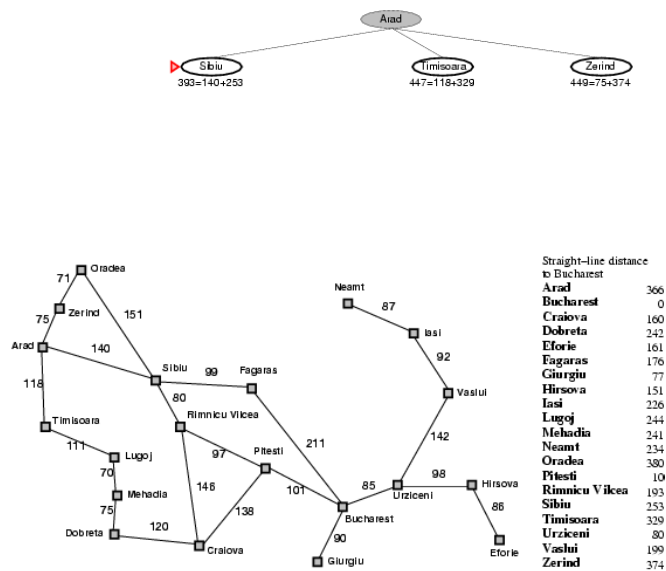 Arad
Sibiu
Timisoara
Zerind
393=140+253
447=118+329
449=75+374
Oradea
71
Zerind
75
151
Arad
140
118
Sibiu
99
Fagaras
80
Rimnicu Vilcea
Timisoara
111
Lugoj
70
Mehadia
75
Dobreta
120
Craiova
146
138
97
Pitesti
101
211
Bucharest
90
Giurgiu
85
Urziceni
98
Hirsova
86
Eforie
142
Vaslui
92
Iasi
87
Neamt
Straight–line distance
to Bucharest
Arad 366
Bucharest 0
Craiova 160
Dobreta 242
Eforie 161
Fagaras 176
Giurgiu 77
Hirsova 151
Iasi 226
Lugoj 244
Mehadia 241
Neamt 234
Oradea 380
Pitesti 10
Rimnicu Vilcea 193
Sibiu 253
Timisoara 329
Urziceni 80
Vaslui 199
Zerind 374